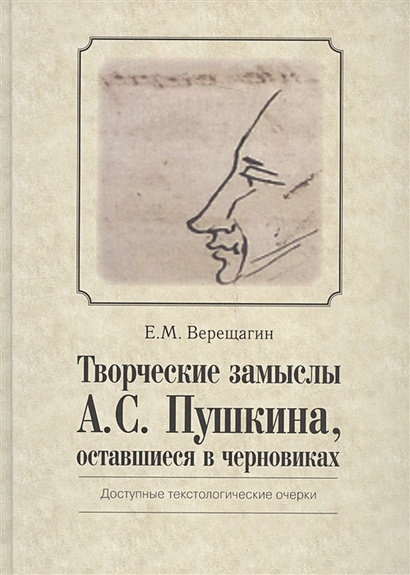 Е.М. Верещагин
Творческие замыслы
А.С. Пушкина,
оставшиеся в черновиках
Доступные текстологические очерки